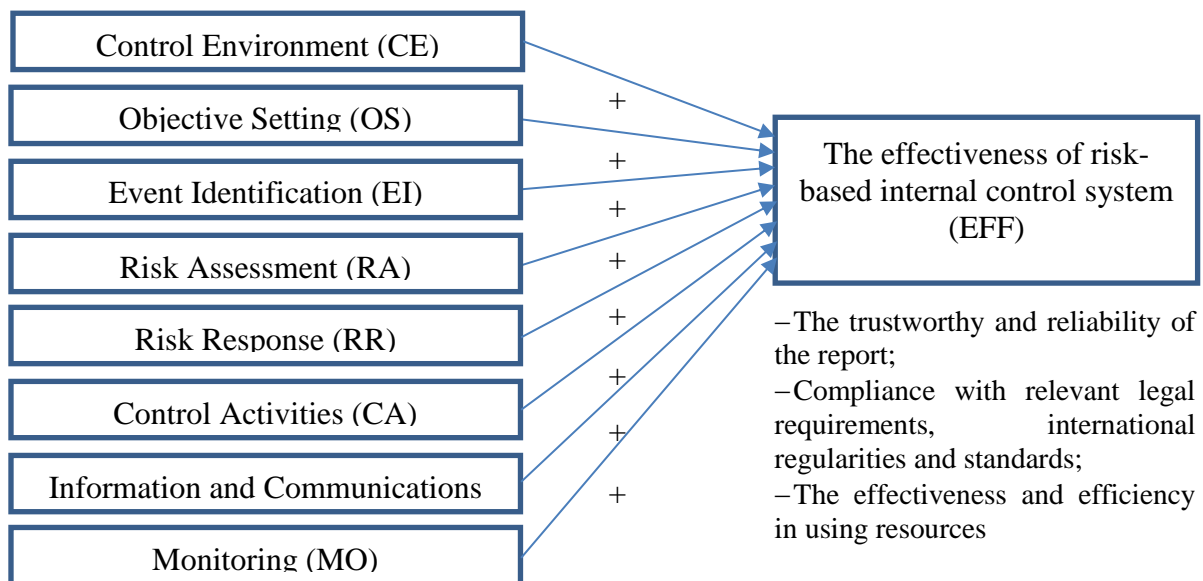 Control Environment (CE)
Objective Setting (OS)
Event Identification (EI)
Risk Assessment (RA)
Risk Response (RR)
Control Activities (CA)
Information and Communications
Monitoring (MO)
+
+
+
+
+
+
+
+
The effectiveness of risk-
based internal control system
(EFF)
−The trustworthy and reliability of
the report;
−Compliance with relevant legal
requirements, international
regularities and standards;
−The effectiveness and efficiency
in using resources